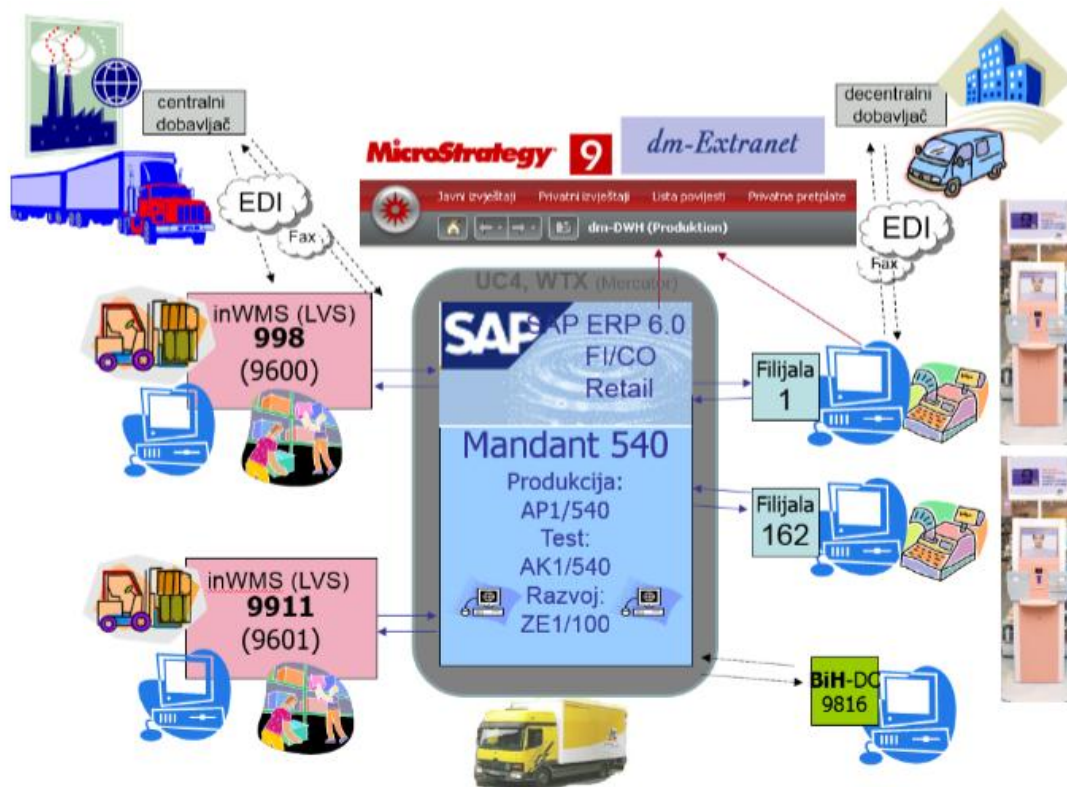 centralni
dobavljač
decentralni
dobavljač
MicroStrategy 9
dm-Extranet
Javni izvještaji
Privatni izvještaji
Lista povijesti
Privatne pretplate
dm-DWH (Produktion)
EDI
Fax
EDI
Fax
UC4, WTX (Mercator)
inWMS (LVS)
998
(9600)
SAP
SAP ERP 6.0
FI/CO
Retail
Filijala
1
Mandant 540
Produkcija:
AP1/540
Test:
AK1/540
Razvoj:
ZE1/100
Filijala
162
inWMS (LVS)
9911
(9601)
BiH-DC
9816